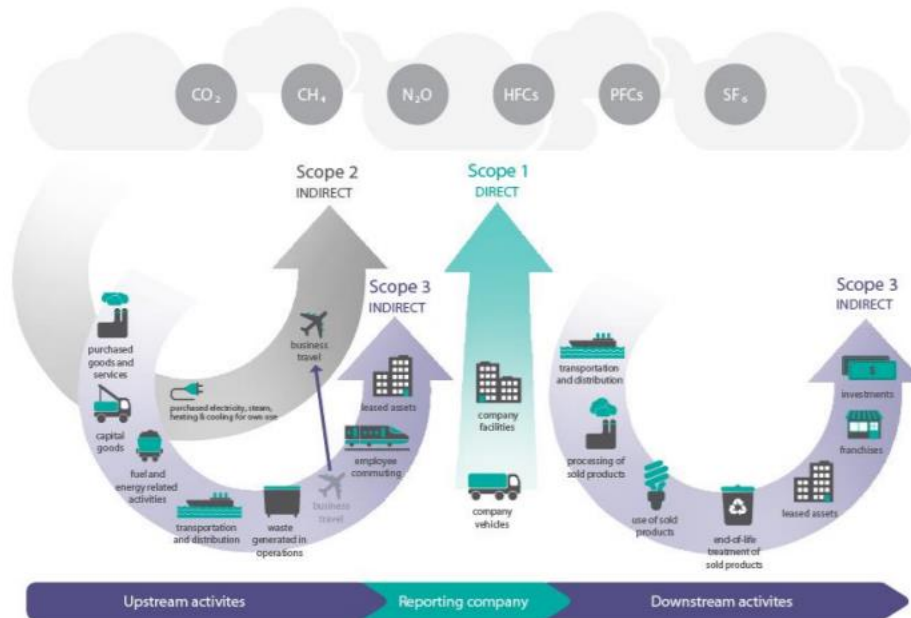 CO₂ CH₄ N₂O HFCs PFCs SF₆
Scope 2
INDIRECT
Scope 1
DIRECT
Scope 3
INDIRECT
Scope 3
INDIRECT
purchased
goods and
services
capital
goods
fuel and
energy related
activities
purchased electricity, steam,
heating & cooling for own use
transportation
and distribution
waste
generated in
operations
business
travel
business
travel
employee
commuting
leased assets
company
facilities
company
vehicles
transportation
and distribution
processing of
sold products
use of sold
products
end-of-life
treatment of
sold products
leased assets
franchises
$
investments
Upstream activites
Reporting company
Downstream activites